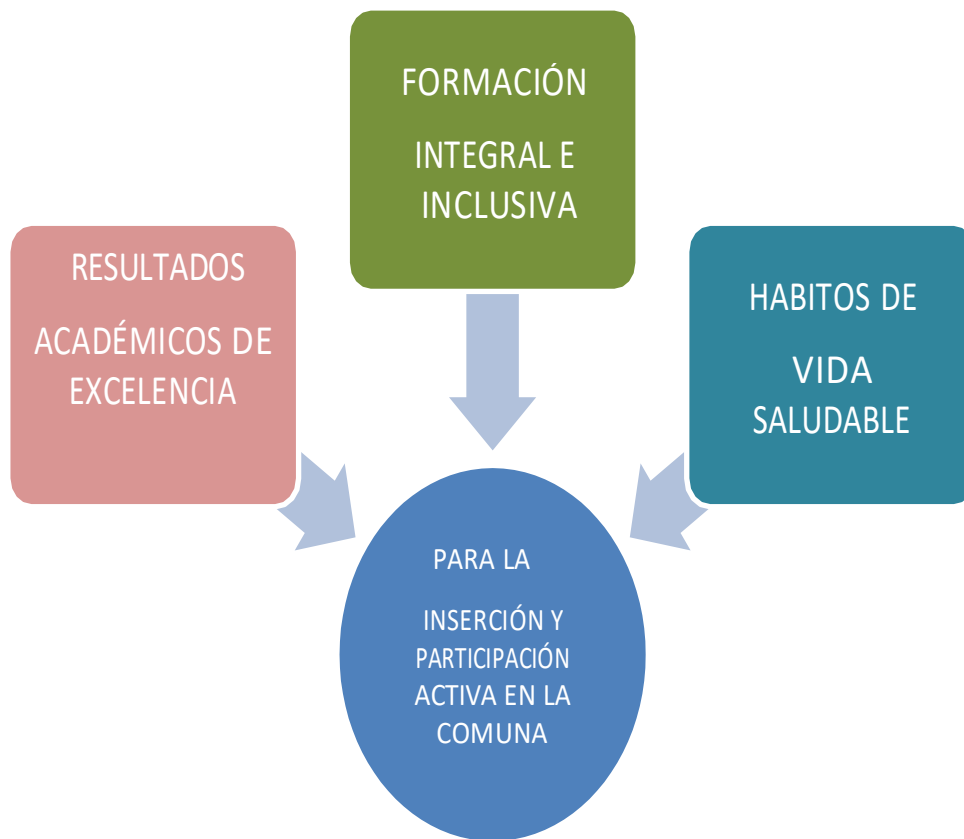 FORMACIÓN
INTEGRAL E
INCLUSIVA
RESULTADOS
ACADÉMICOS DE
EXCELENCIA
HABITOS DE
VIDA
SALUDABLE
PARA LA
INSERCIÓN Y
PARTICIPACIÓN
ACTIVA EN LA
COMUNA